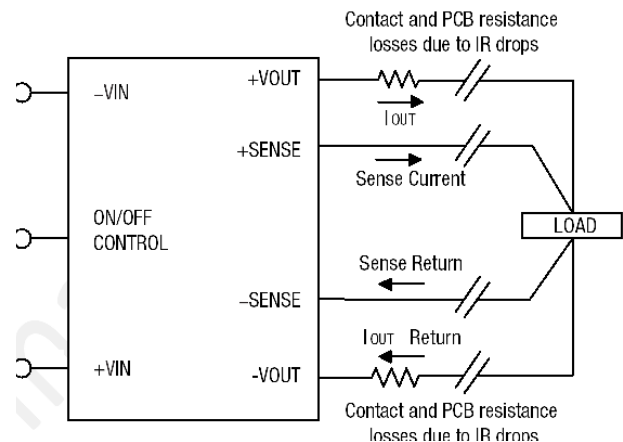 Contact and PCB resistance
losses due to IR drops
+VOUT
–VIN
IOUT
+SENSE
Sense Current
ON/OFF
CONTROL
LOAD
Sense Return
–SENSE
IOUT Return
+VIN
-VOUT
Contact and PCB resistance
losses due to IR drops